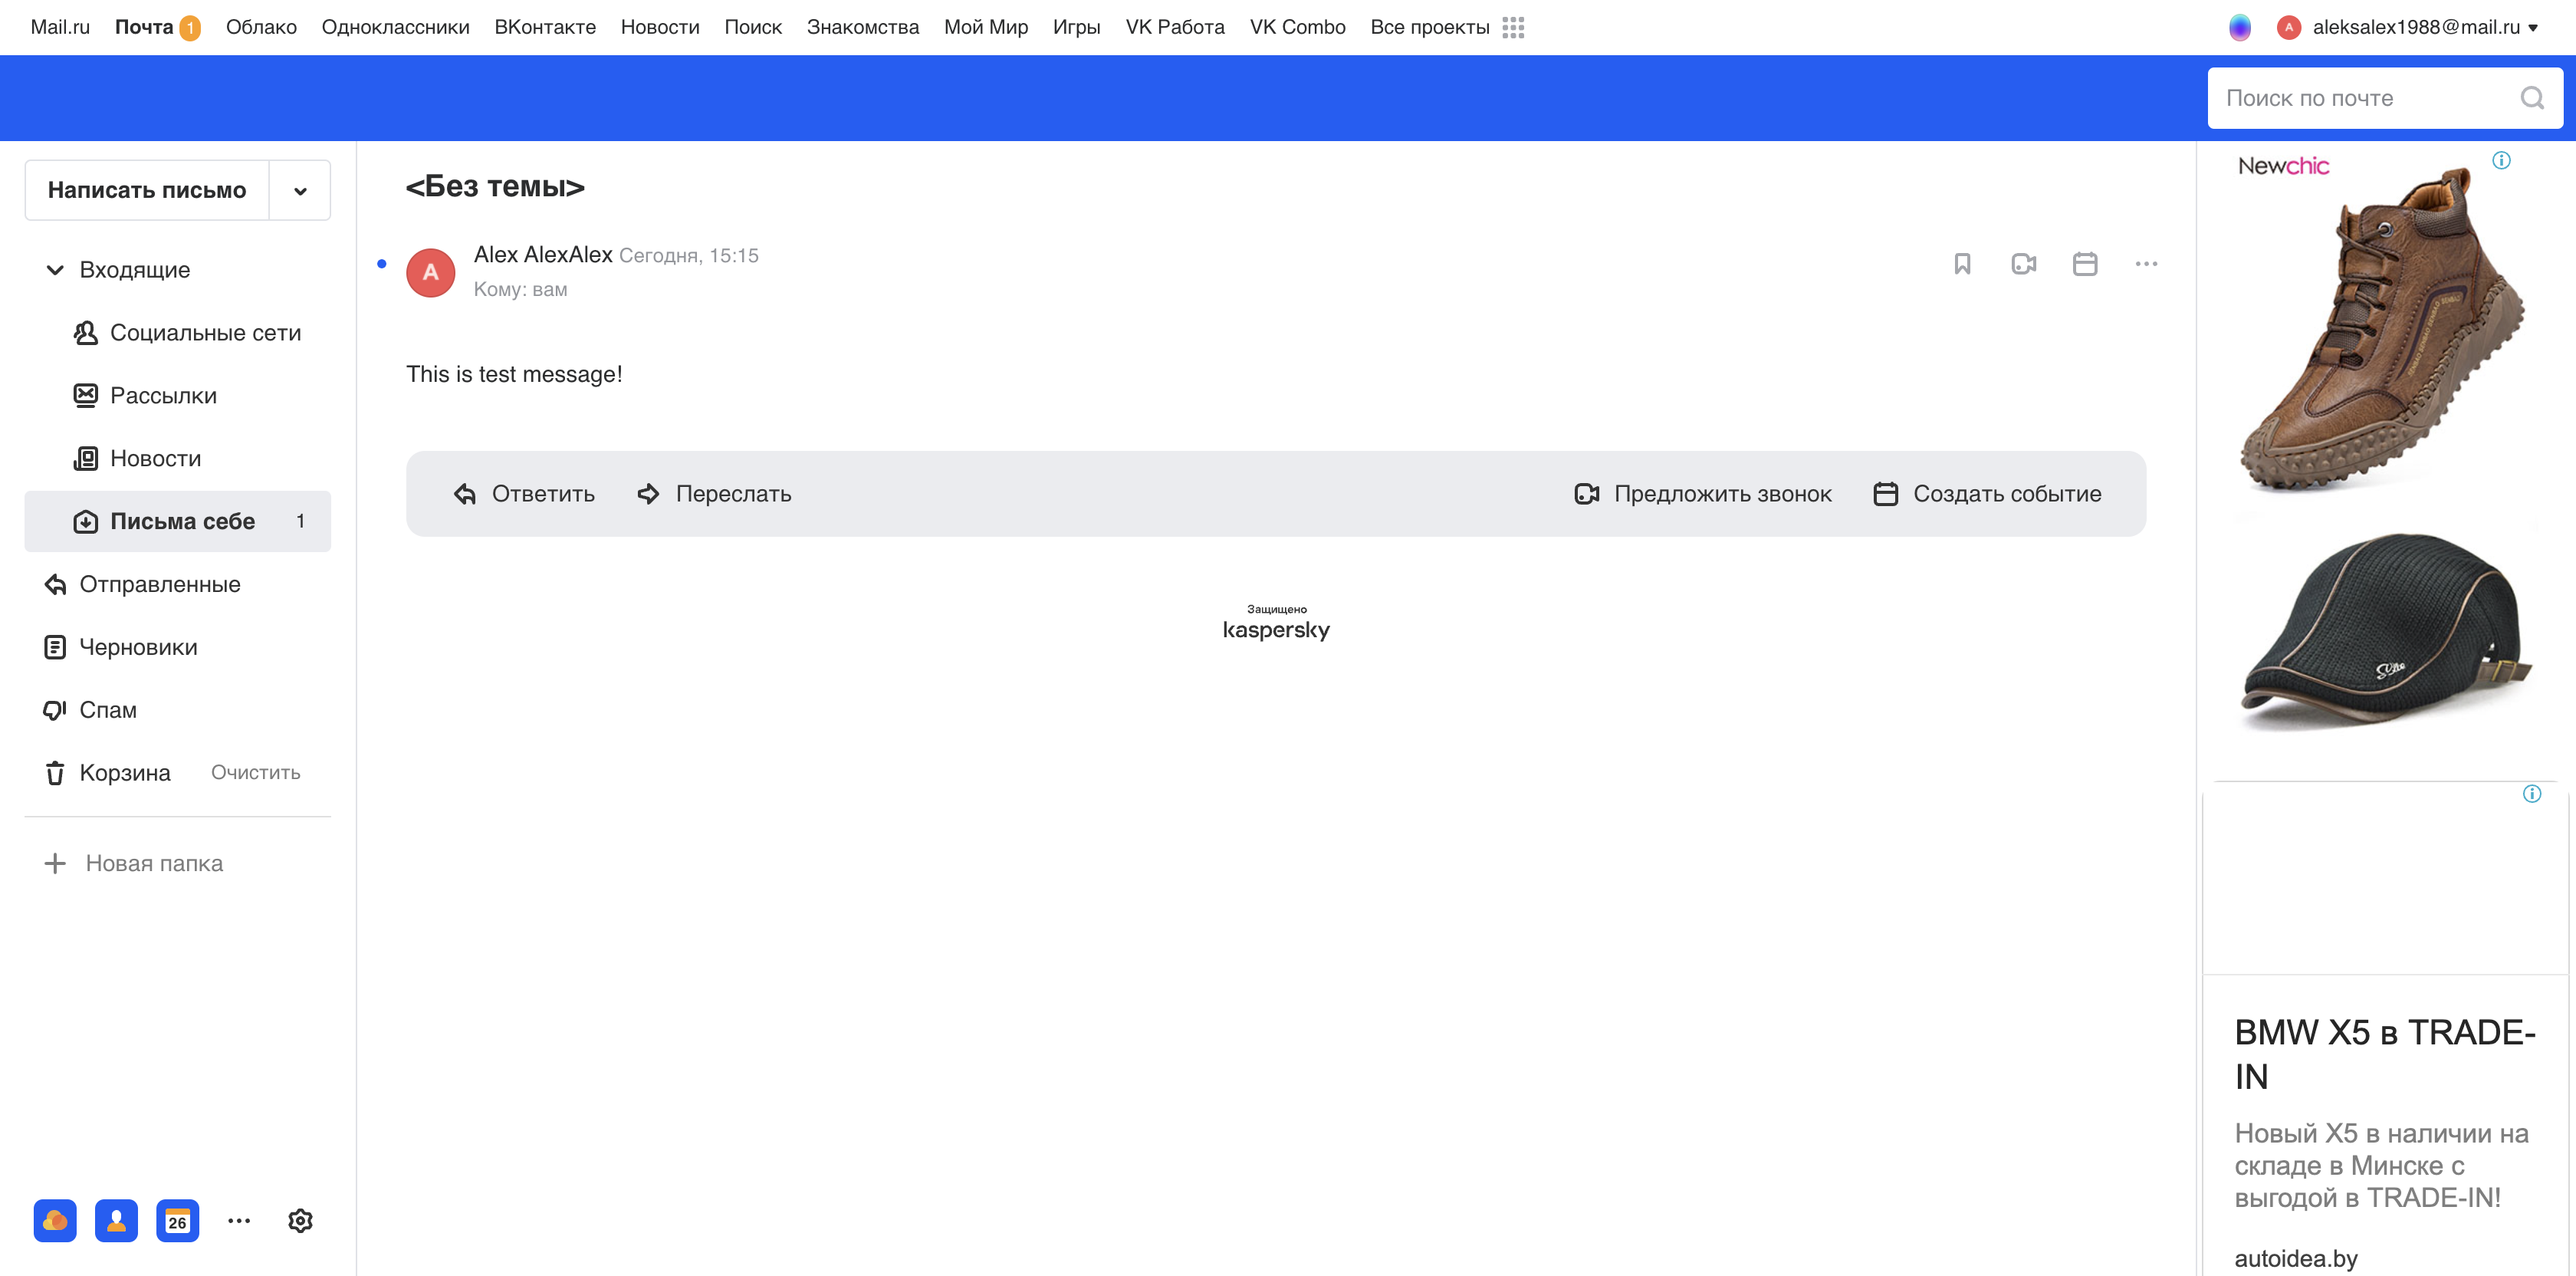 Mail.ru Почта 1 Облако Одноклассники ВКонтакте Новости Поиск Знакомства Мой Мир Игры VK Работа VK Combo Все проекты A aleksalex1988@mail.ru
Поиск по почте
Написать письмо
Входящие
Социальные сети
Рассылки
Новости
Письма себе 1
Отправленные
Черновики
Спам
Корзина Очистить
Новая папка
26
<Без темы>
A
Alex AlexAlex Сегодня, 15:15
Кому: вам
This is test message!
Ответить Переслать Предложить звонок Создать событие
Защищено
kaspersky
Newchic
BMW X5 в TRADE-
IN
Новый X5 в наличии на
складе в Минске с
выгодой в TRADE-IN!
autoidea.by